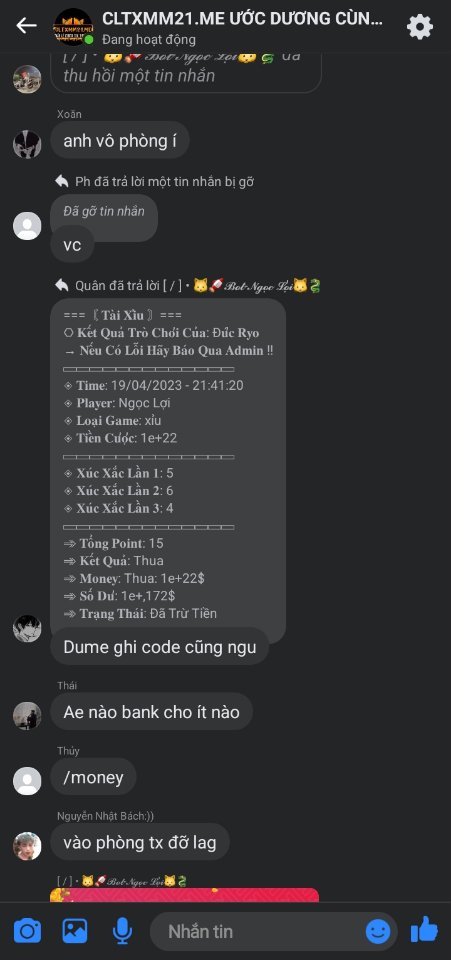 CLTXMM21.ME ƯỚC DƯƠNG CÙN...
Đang hoạt động
[ / ] • 🐱🚀𝓑𝓸𝓽 𝓝𝓰𝓸̣𝓬 𝓛𝓸̛̣𝓲🐱🐉 đã
thu hồi một tin nhắn
Xoăn
anh vô phòng í
Ph đã trả lời một tin nhắn bị gỡ
Đã gỡ tin nhắn
vc
Quân đã trả lời [ / ] • 🐱🚀𝓑𝓸𝓽 𝓝𝓰𝓸̣𝓬 𝓛𝓸̛̣𝓲🐱🐉
=== 〖 Tài Xỉu 〗 ===
⎔ Kết Quả Trò Chơi Của: Đức Ryo
→ Nếu Có Lỗi Hãy Báo Qua Admin !!
◈ Time: 19/04/2023 - 21:41:20
◈ Player: Ngọc Lợi
◈ Loại Game: xỉu
◈ Tiền Cược: 1e+22
◈ Xúc Xắc Lần 1: 5
◈ Xúc Xắc Lần 2: 6
◈ Xúc Xắc Lần 3: 4
⇛ Tổng Point: 15
⇛ Kết Quả: Thua
⇛ Money: Thua: 1e+22$
⇛ Số Dư: 1e+,172$
⇛ Trạng Thái: Đã Trừ Tiền
Dume ghi code cũng ngu
Thái
Ae nào bank cho ít nào
Thủy
/money
Nguyễn Nhật Bách:))
vào phòng tx đỡ lag
[ / ] • 🐱🚀𝓑𝓸𝓽 𝓝𝓰𝓸̣𝓬 𝓛𝓸̛̣𝓲🐱🐉
Nhắn tin